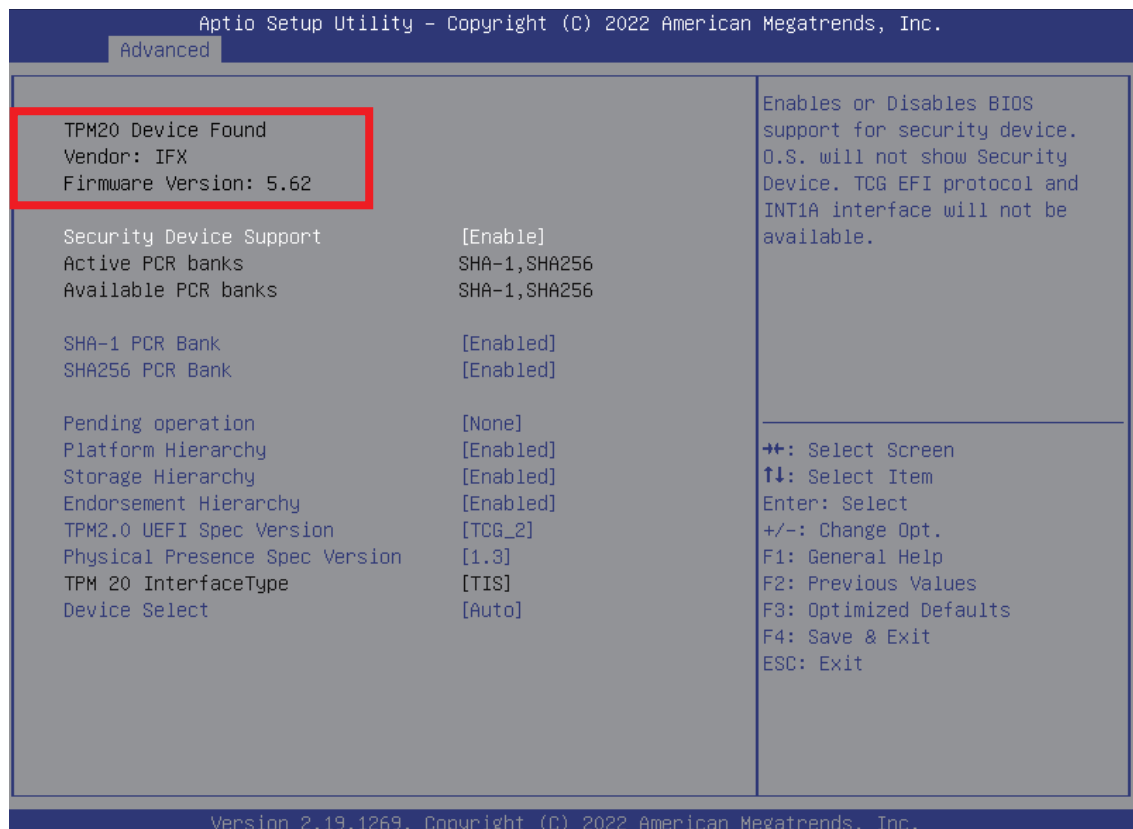 Aptio Setup Utility – Copyright (C) 2022 American Megatrends, Inc.
Advanced
TPM20 Device Found
Vendor: IFX
Firmware Version: 5.62
Security Device Support [Enable]
Active PCR banks SHA-1,SHA256
Available PCR banks SHA-1,SHA256
SHA-1 PCR Bank [Enabled]
SHA256 PCR Bank [Enabled]
Pending operation [None]
Platform Hierarchy [Enabled]
Storage Hierarchy [Enabled]
Endorsement Hierarchy [Enabled]
TPM2.0 UEFI Spec Version [TCG_2]
Physical Presence Spec Version [1.3]
TPM 20 InterfaceType [TIS]
Device Select [Auto]
Enables or Disables BIOS
support for security device.
O.S. will not show Security
Device. TCG EFI protocol and
INT1A interface will not be
available.
→←: Select Screen
↑↓: Select Item
Enter: Select
+/-: Change Opt.
F1: General Help
F2: Previous Values
F3: Optimized Defaults
F4: Save & Exit
ESC: Exit
Version 2.19.1269. Copyright (C) 2022 American Megatrends, Inc.